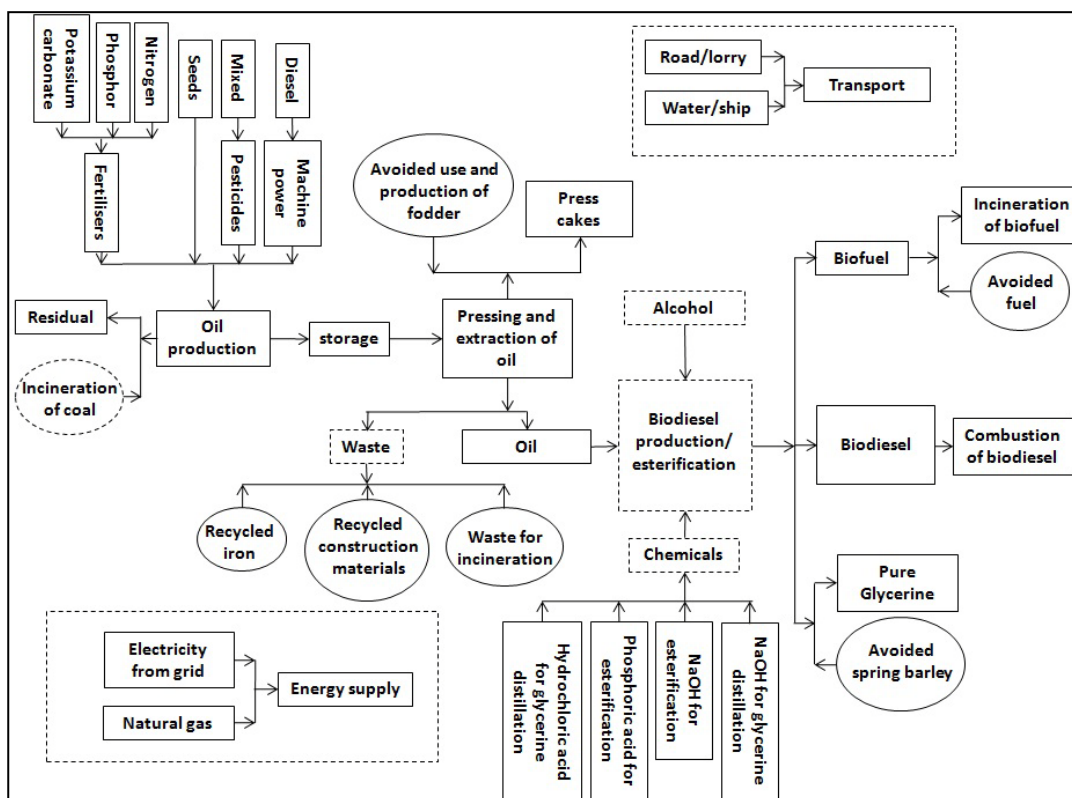 Potassium
carbonate
Phosphor
Nitrogen
Seeds
Mixed
Diesel
Fertilisers
Pesticides
Machine
power
Road/lorry
Water/ship
Transport
Avoided use and
production of
fodder
Press
cakes
Incineration
of biofuel
Biofuel
Avoided
fuel
Residual
Oil
production
storage
Pressing and
extraction of
oil
Alcohol
Incineration
of coal
Biodiesel
production/
esterification
Waste
Oil
Biodiesel
Combustion
of biodiesel
Recycled
iron
Recycled
construction
materials
Waste for
incineration
Chemicals
Pure
Glycerine
Avoided
spring barley
Hydrochloric acid
for glycerine
distillation
Phosphoric acid for
esterification
NaOH for
esterification
NaOH for glycerine
distillation
Electricity
from grid
Natural gas
Energy supply